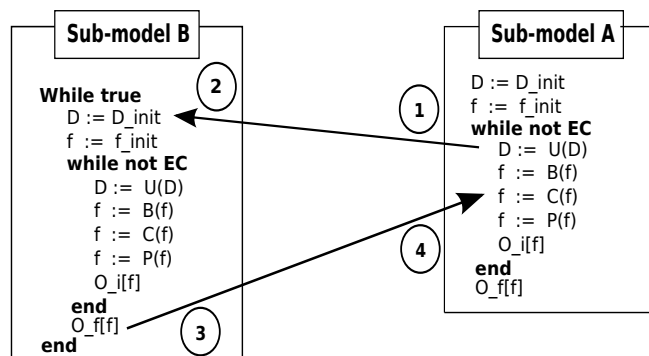 Sub-model B
While true
D := D_init
f := f_init
while not EC
D := U(D)
f := B(f)
f := C(f)
f := P(f)
O_i[f]
end
O_f[f]
end
2
3
1
4
Sub-model A
D := D_init
f := f_init
while not EC
D := U(D)
f := B(f)
f := C(f)
f := P(f)
O_i[f]
end
O_f[f]